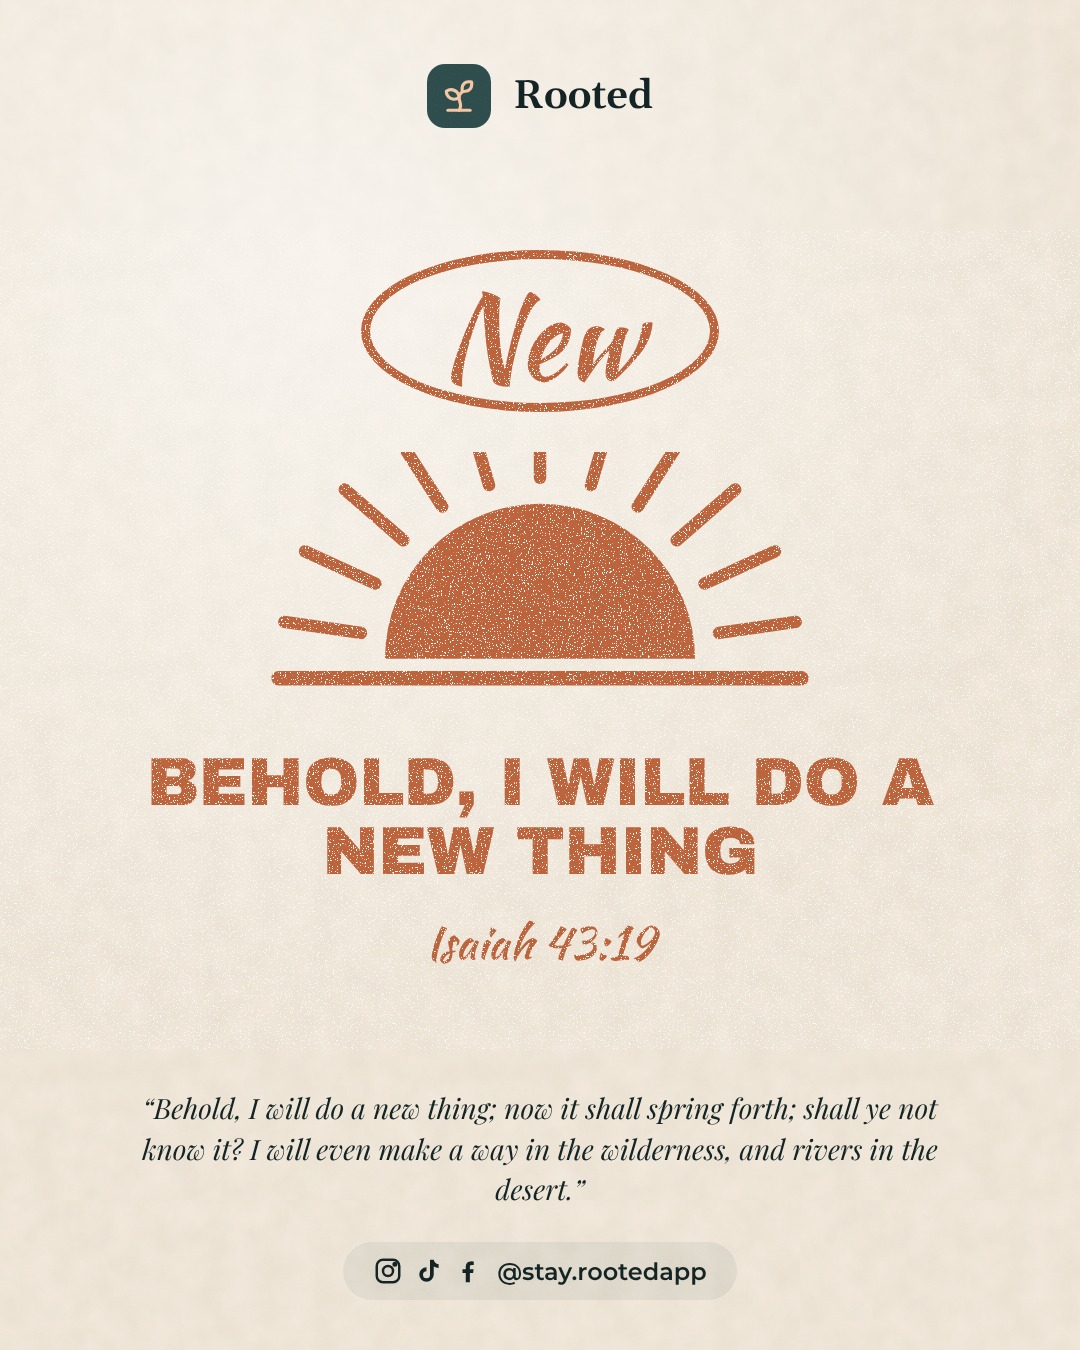 Rooted
New
BEHOLD, I WILL DO A
NEW THING
Isaiah 43:19
“Behold, I will do a new thing; now it shall spring forth; shall ye not
know it? I will even make a way in the wilderness, and rivers in the
desert.”
@stay.rootedapp